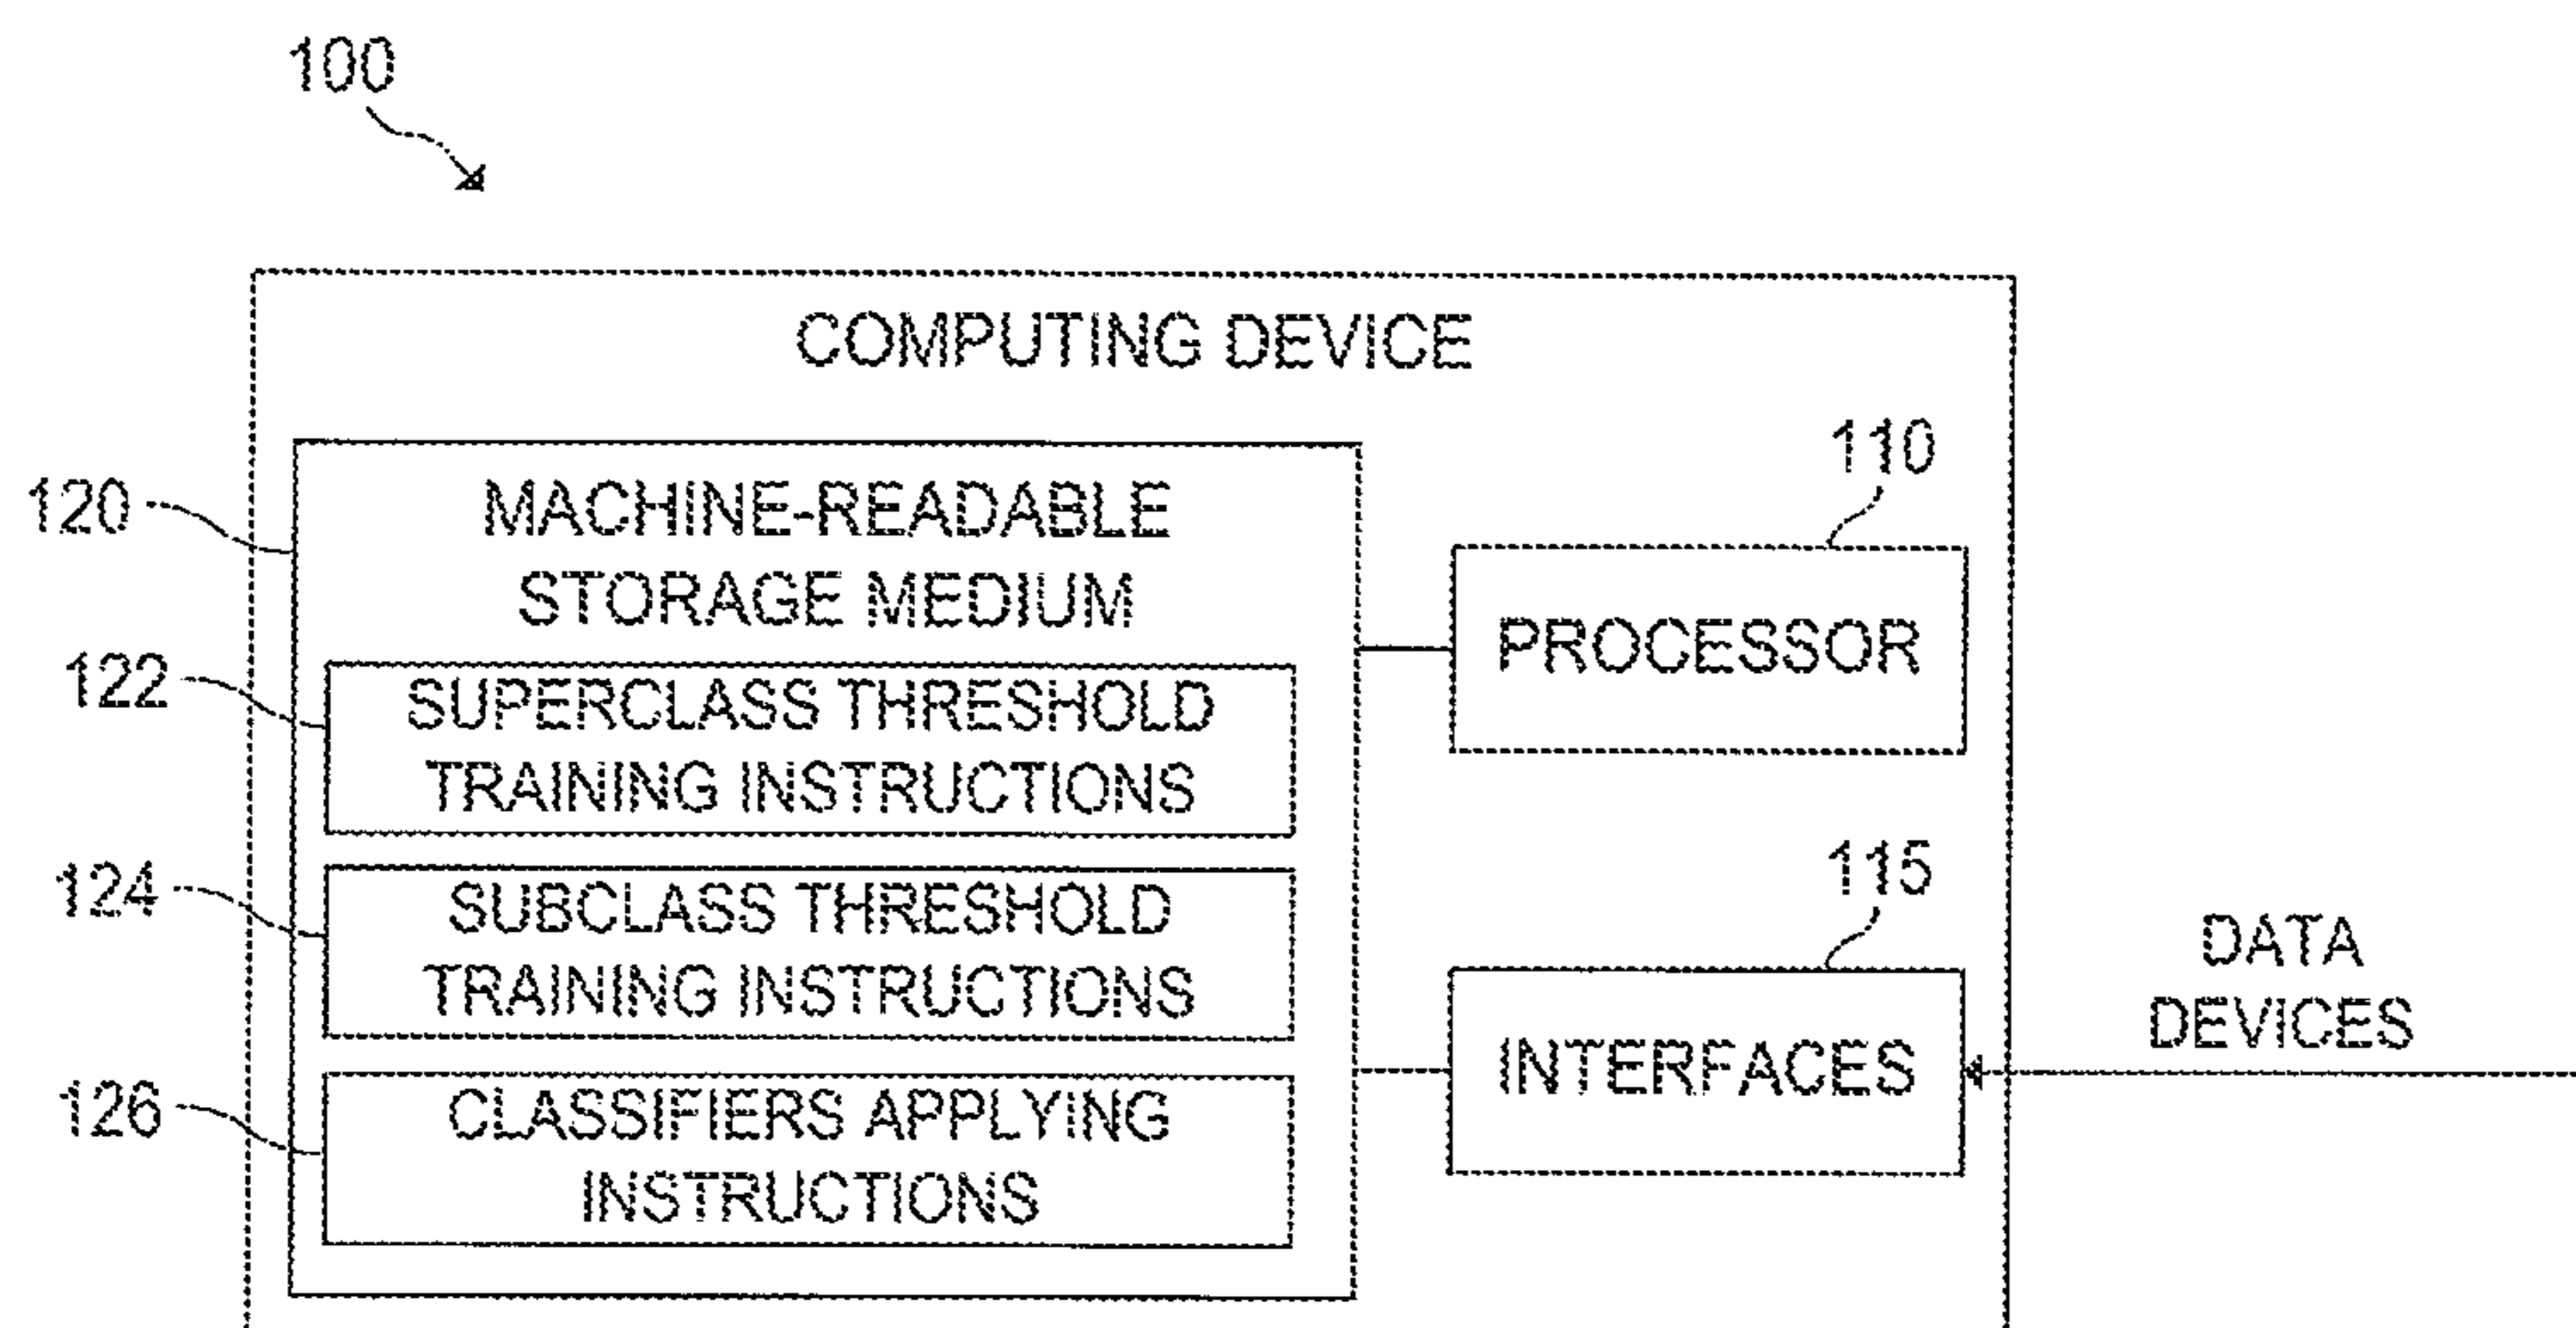 100
COMPUTING DEVICE
120
MACHINE-READABLE
STORAGE MEDIUM
110
PROCESSOR
122
SUPERCLASS THRESHOLD
TRAINING INSTRUCTIONS
124
SUBCLASS THRESHOLD
TRAINING INSTRUCTIONS
115
INTERFACES
DATA
DEVICES
126
CLASSIFIERS APPLYING
INSTRUCTIONS